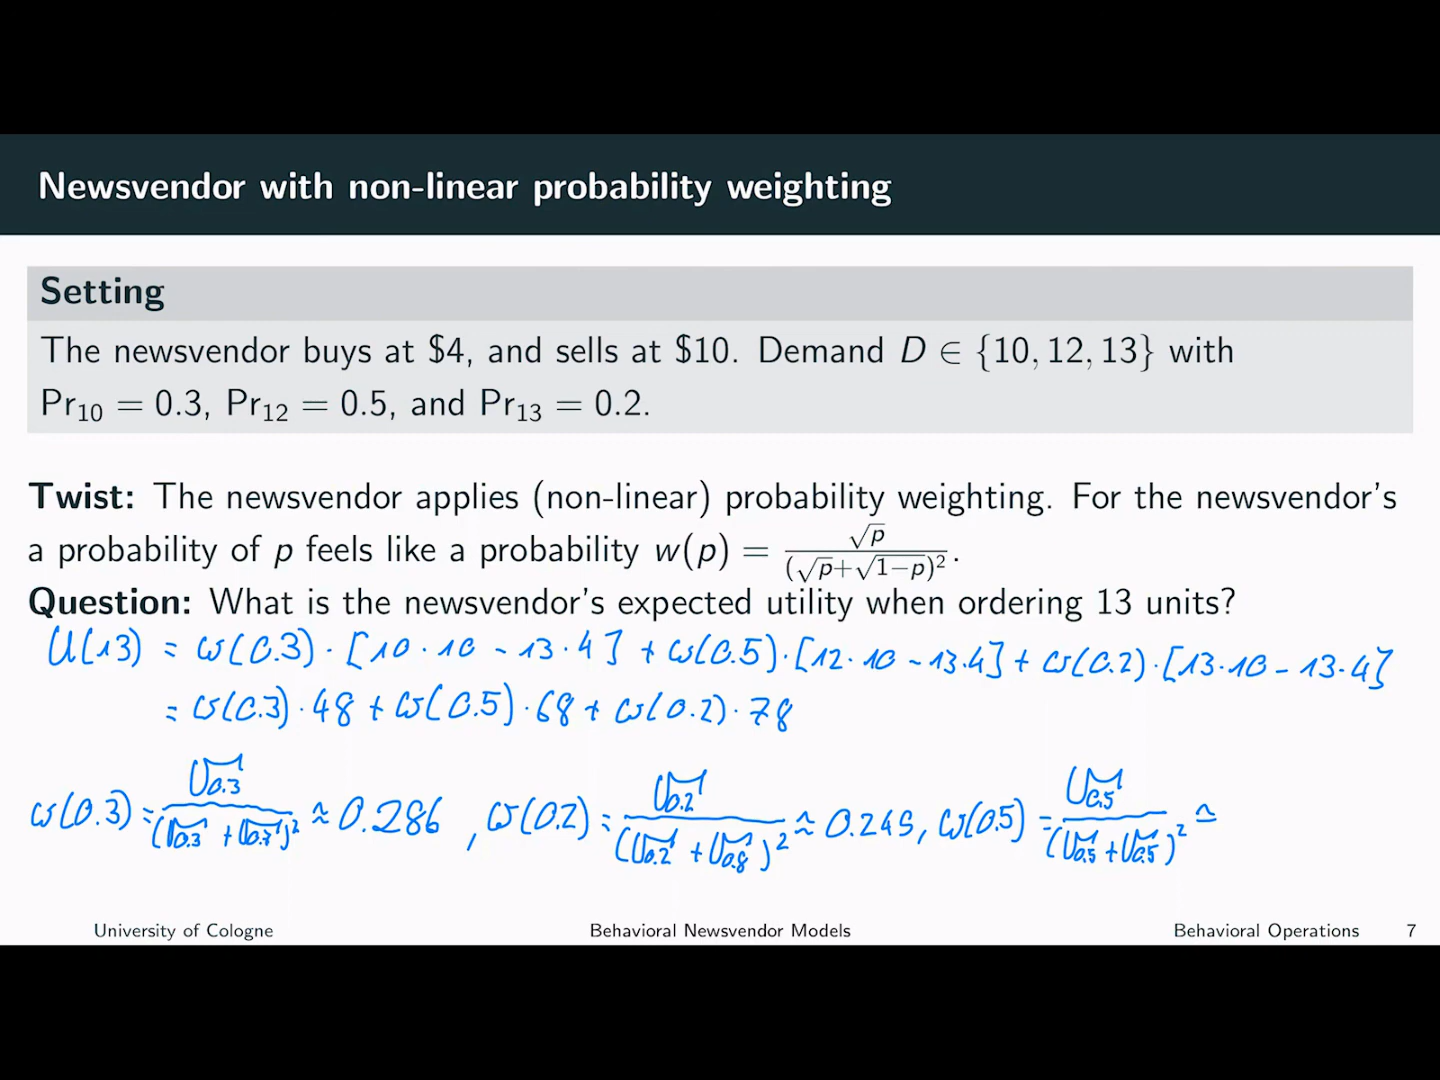 Newsvendor with non-linear probability weighting
Setting
The newsvendor buys at $4, and sells at $10. Demand D ∈ {10, 12, 13} with
Pr₁₀ = 0.3, Pr₁₂ = 0.5, and Pr₁₃ = 0.2.
Twist: The newsvendor applies (non-linear) probability weighting. For the newsvendor's
a probability of p feels like a probability w(p) = √p / (√p+√1−p)².
Question: What is the newsvendor's expected utility when ordering 13 units?
U(13) = w(0.3) · [10 · 10 - 13 · 4] + w(0.5) · [12 · 10 - 13 · 4] + w(0.2) · [13 · 10 - 13 · 4]
= w(0.3) · 48 + w(0.5) · 68 + w(0.2) · 78
w(0.3) = √0.3 / (√0.3 + √0.7)² ≈ 0.286 , w(0.2) = √0.2 / (√0.2 + √0.8)² ≈ 0.248, w(0.5) = √0.5 / (√0.5 + √0.5)² ≈
University of Cologne Behavioral Newsvendor Models Behavioral Operations 7